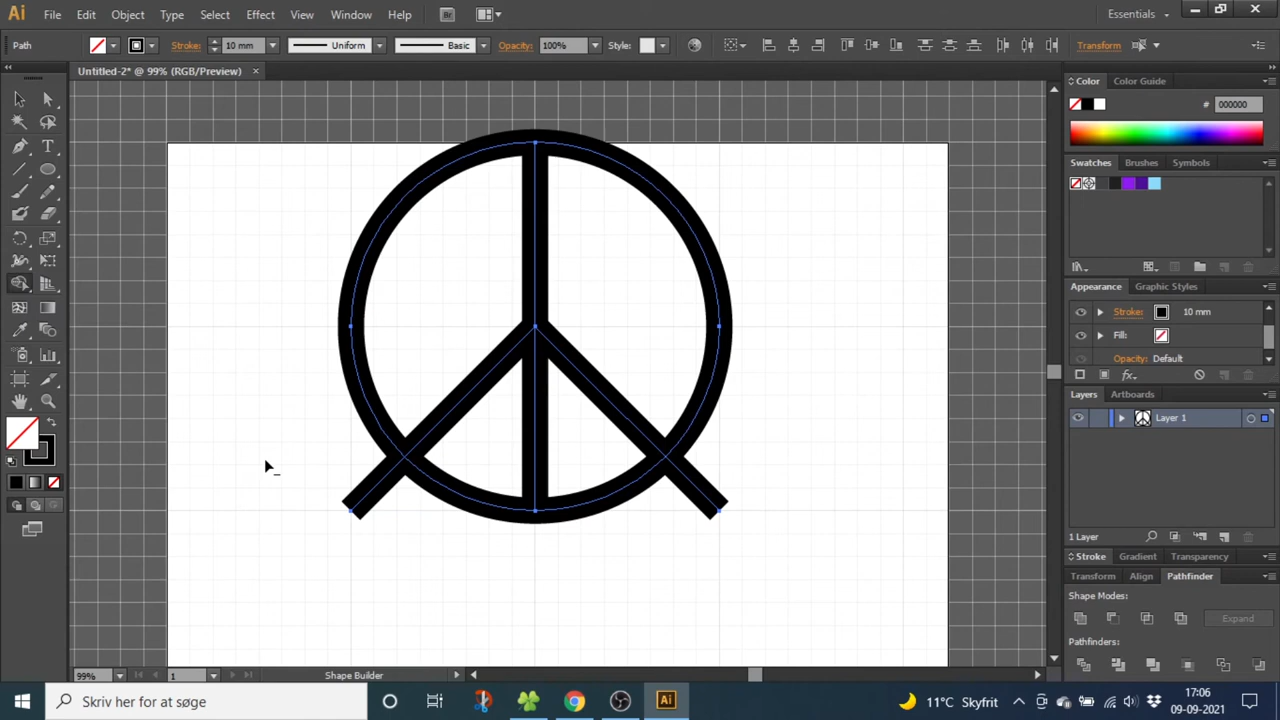 Ai File Edit Object Type Select Effect View Window Help Br Essentials
Path Stroke: 10 mm Uniform Basic Opacity: 100% Style: Transform
Untitled-2* @ 99% (RGB/Preview)
Color Color Guide
# 000000
Swatches Brushes Symbols
Appearance Graphic Styles
Stroke: 10 mm
Fill:
Opacity: Default
Layers Artboards
Layer 1
1 Layer
Stroke Gradient Transparency
Transform Align Pathfinder
Shape Modes:
Expand
Pathfinders:
99% 1 Shape Builder
Skriv her for at søge
Ai
11°C Skyfrit
17:06
09-09-2021